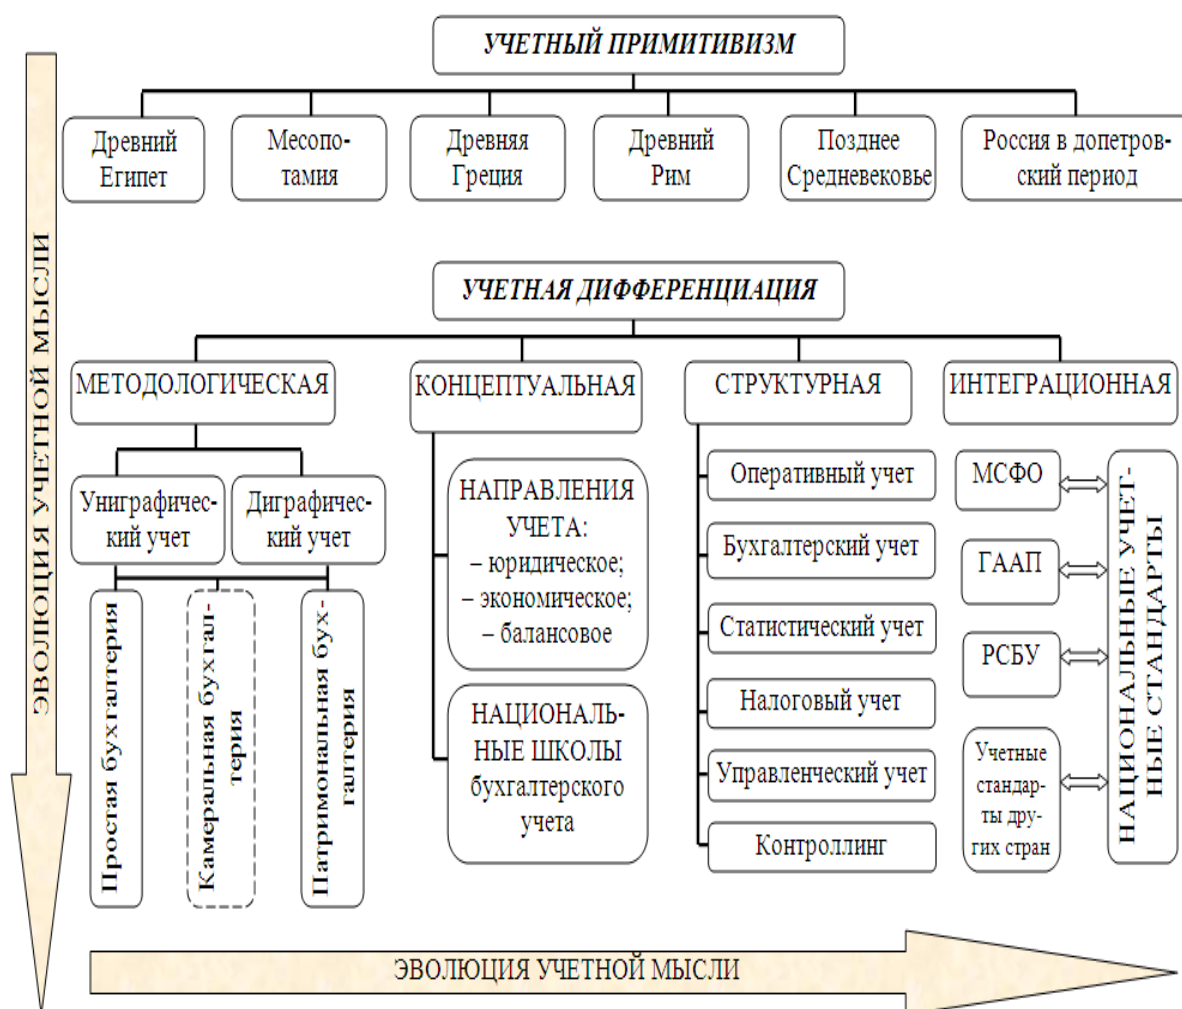 УЧЕТНЫЙ ПРИМИТИВИЗМ
Древний
Египет
Месопо-
тамия
Древняя
Греция
Древний
Рим
Позднее
Средневековье
Россия в допетров-
ский период
УЧЕТНАЯ ДИФФЕРЕНЦИАЦИЯ
МЕТОДОЛОГИЧЕСКАЯ
Униграфичес-
кий учет
Диграфичес-
кий учет
Простая бухгалтерия
Камеральная бухгал-
терия
Патримональная бух-
галтерия
КОНЦЕПТУАЛЬНАЯ
НАПРАВЛЕНИЯ
УЧЕТА:
– юридическое;
– экономическое;
– балансовое
НАЦИОНАЛЬ-
НЫЕ ШКОЛЫ
бухгалтерского
учета
СТРУКТУРНАЯ
Оперативный учет
Бухгалтерский учет
Статистический учет
Налоговый учет
Управленческий учет
Контроллинг
ИНТЕГРАЦИОННАЯ
МСФО
ГААП
РСБУ
Учетные
стандар-
ты дру-
гих стран
НАЦИОНАЛЬНЫЕ УЧЕТ-
НЫЕ СТАНДАРТЫ
ЭВОЛЮЦИЯ УЧЕТНОЙ МЫСЛИ
ЭВОЛЮЦИЯ УЧЕТНОЙ МЫСЛИ